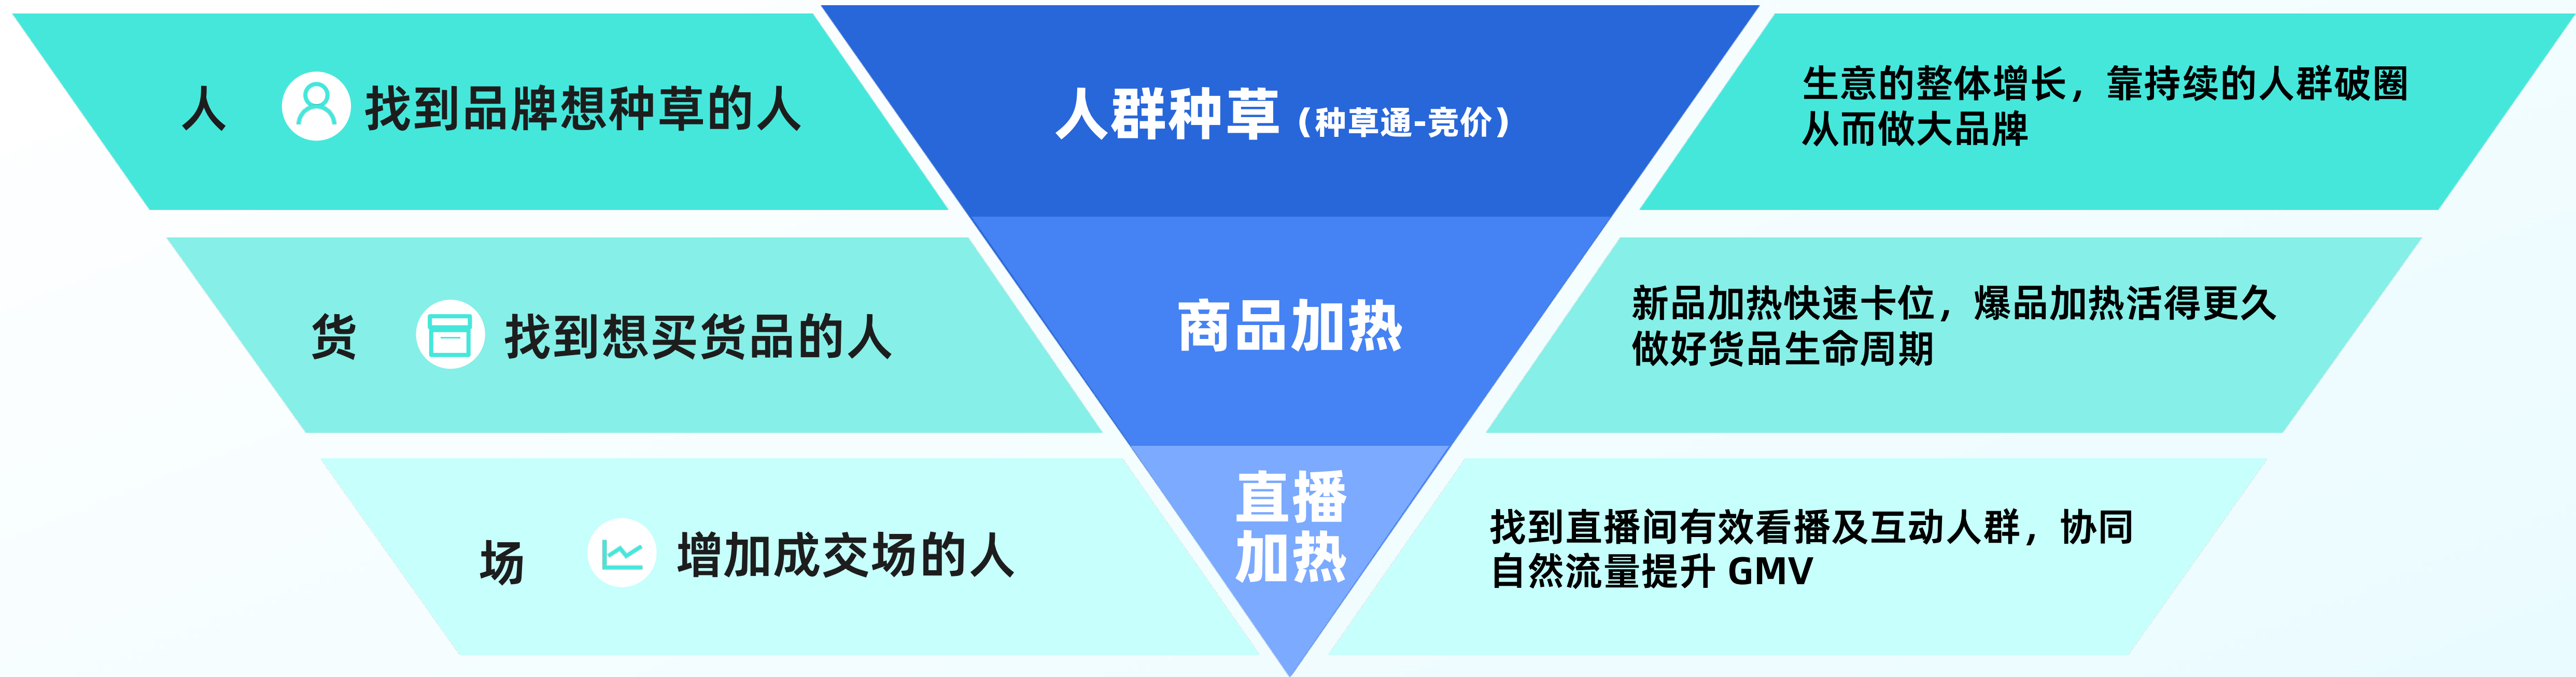 人 找到品牌想种草的人
人群种草（种草通-竞价）
生意的整体增长，靠持续的人群破圈
从而做大品牌
货 找到想买货品的人
商品加热
新品加热快速卡位，爆品加热活得更久
做好货品生命周期
场 增加成交场的人
直播
加热
找到直播间有效看播及互动人群，协同
自然流量提升 GMV